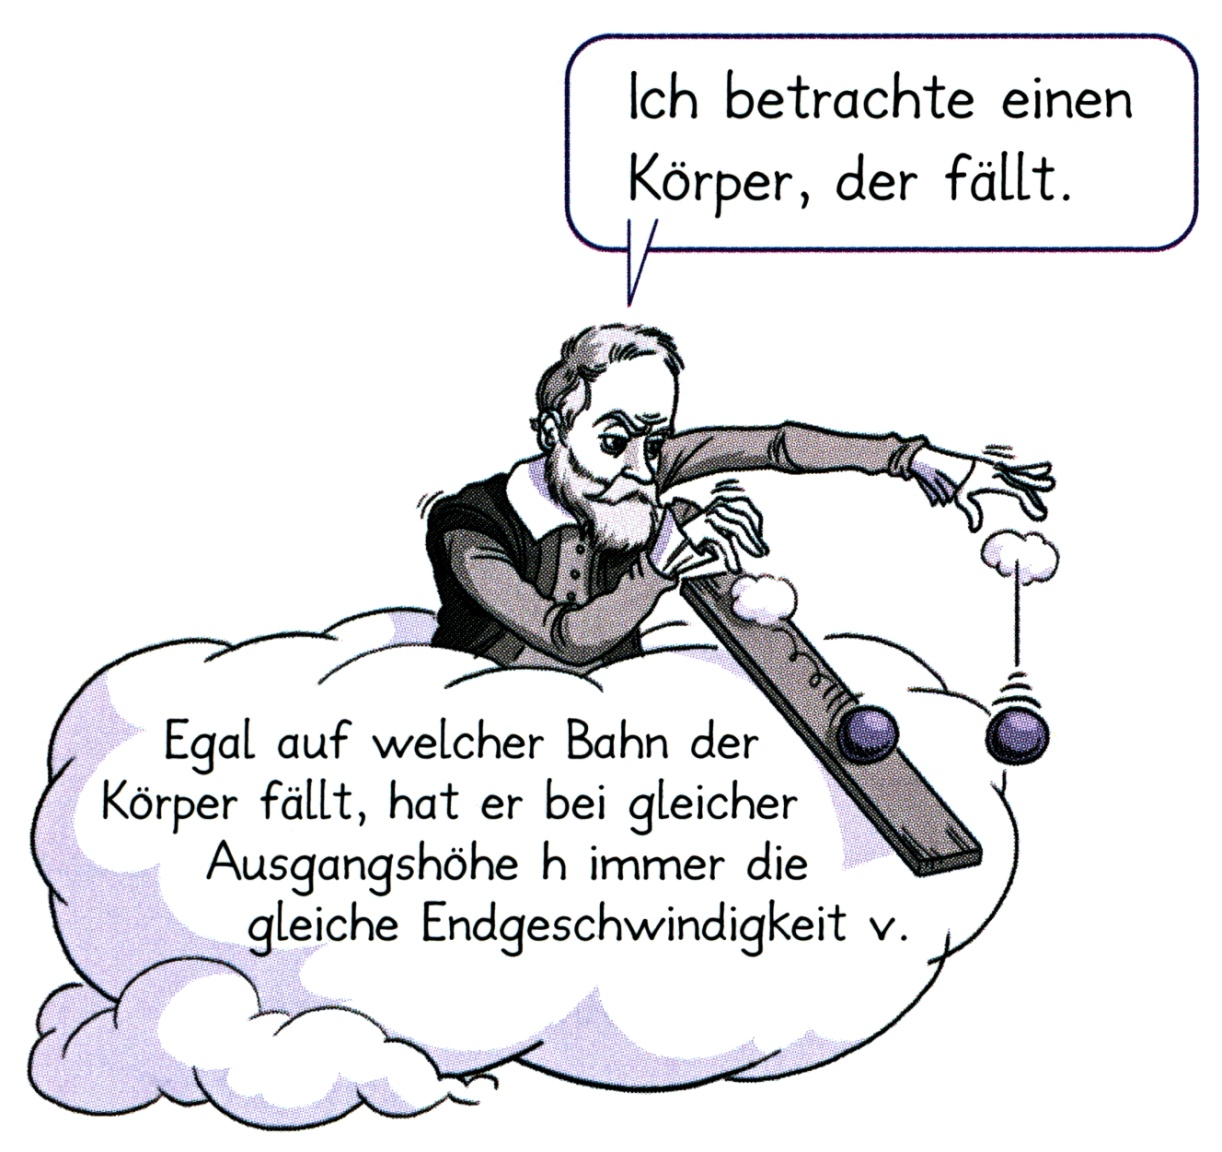 Ich betrachte einen
Körper, der fällt.
Egal auf welcher Bahn der
Körper fällt, hat er bei gleicher
Ausgangshöhe h immer die
gleiche Endgeschwindigkeit v.